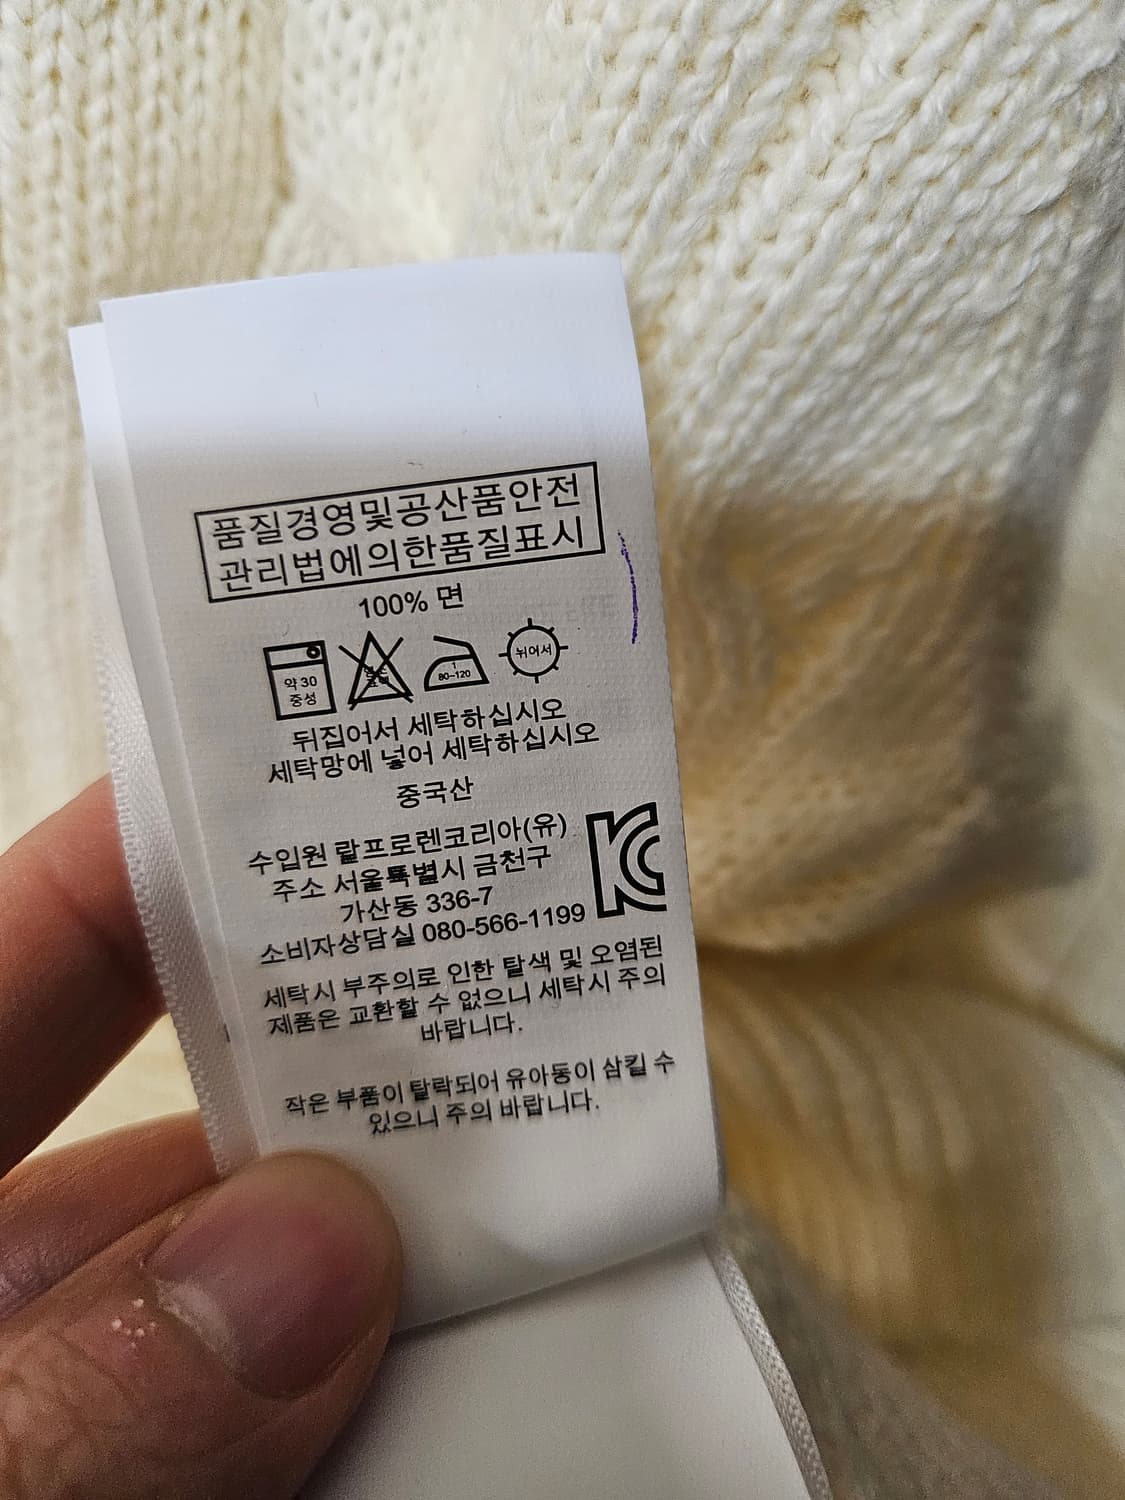 품질경영및공산품안전
관리법에의한품질표시
100% 면
약30
중성
1
80~120
뉘어서
뒤집어서 세탁하십시오
세탁망에 넣어 세탁하십시오
중국산
수입원 랄프로렌코리아(유)
주소 서울특별시 금천구
가산동 336-7
소비자상담실 080-566-1199
세탁시 부주의로 인한 탈색 및 오염된
제품은 교환할 수 없으니 세탁시 주의
바랍니다.
작은 부품이 탈락되어 유아동이 삼킬 수
있으니 주의 바랍니다.